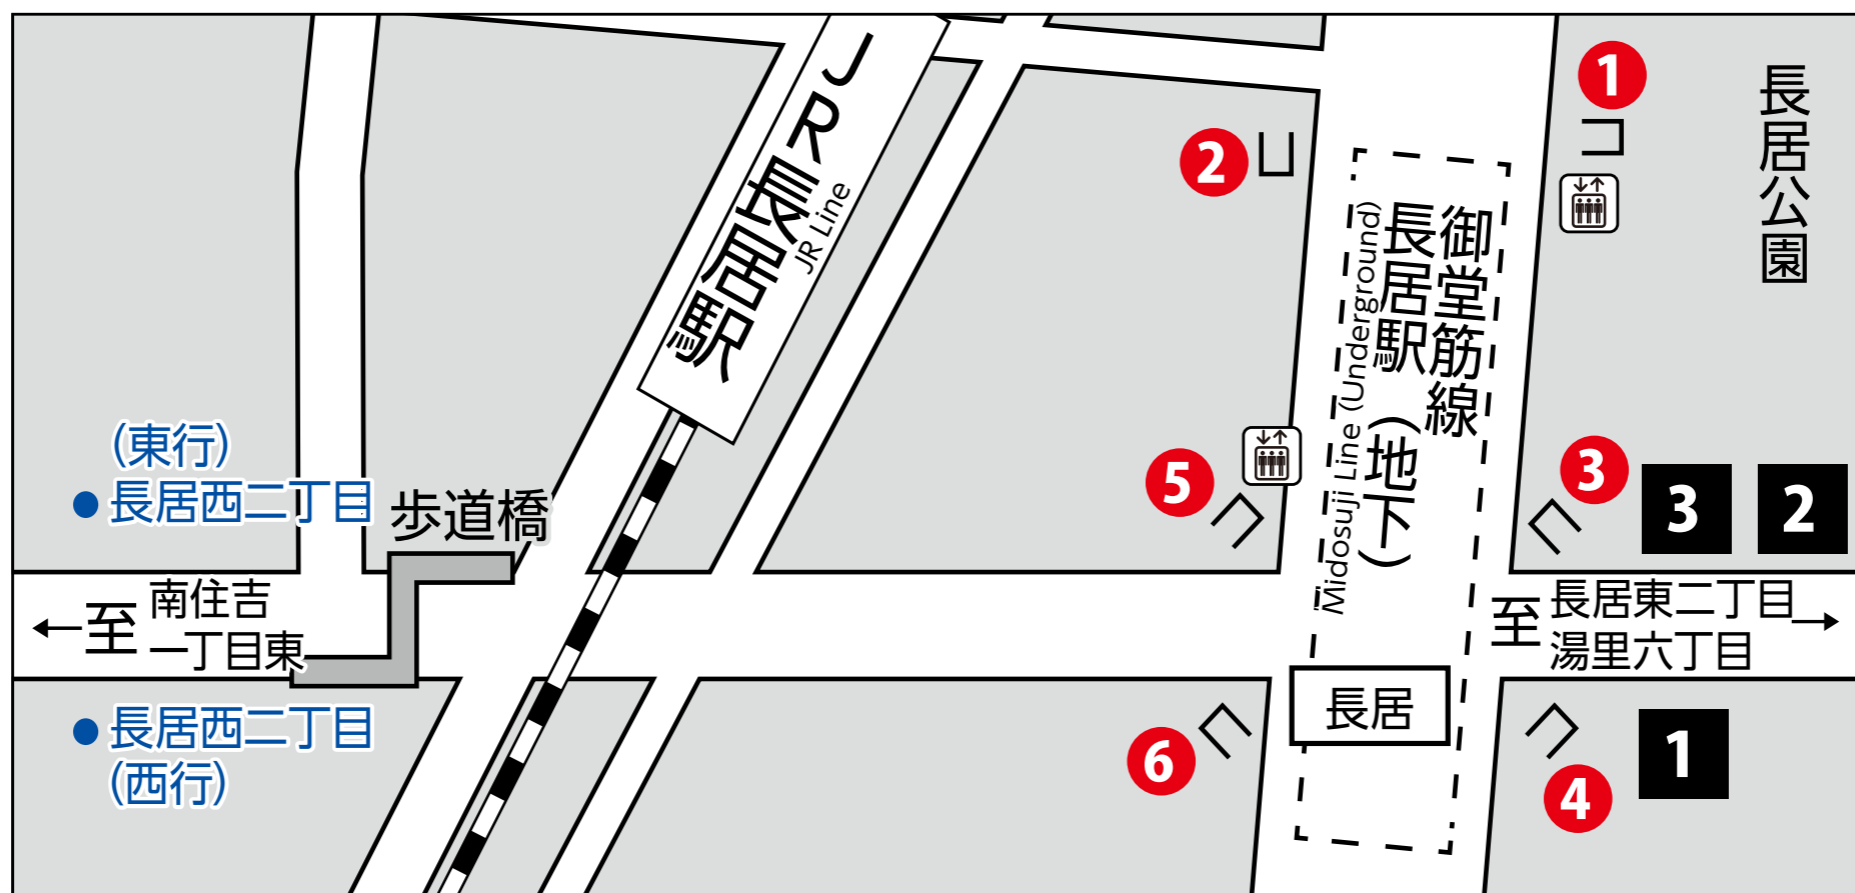 JR長居駅
JR Line
1
長居公園
2
御堂筋線
長居駅（地下）
Midosuji Line (Underground)
（東行）
長居西二丁目
歩道橋
5
3
3
2
←至 南住吉
一丁目東
至 長居東二丁目→
湯里六丁目
長居西二丁目
（西行）
6
長居
4
1